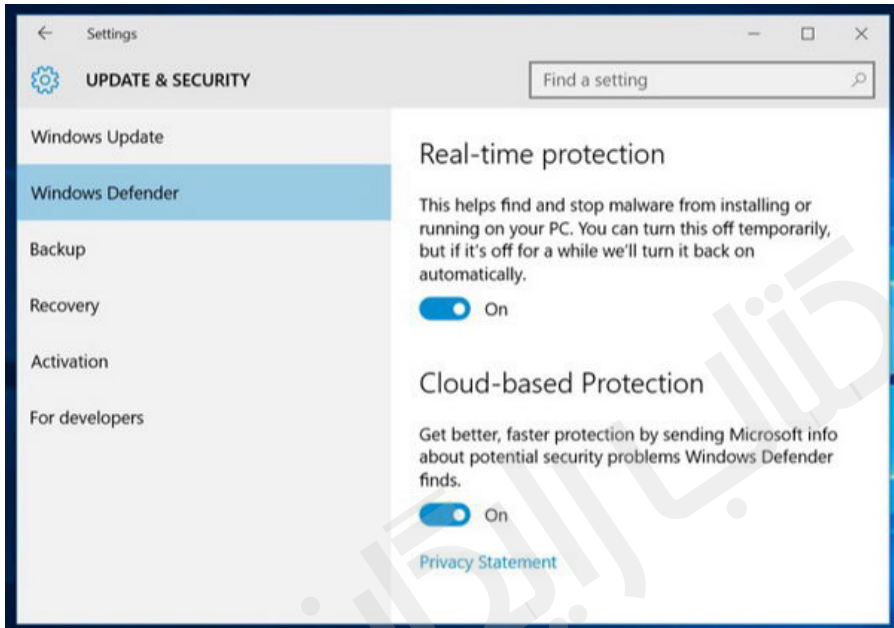 Settings
UPDATE & SECURITY
Find a setting
Windows Update
Windows Defender
Backup
Recovery
Activation
For developers
Real-time protection
This helps find and stop malware from installing or
running on your PC. You can turn this off temporarily,
but if it's off for a while we'll turn it back on
automatically.
On
Cloud-based Protection
Get better, faster protection by sending Microsoft info
about potential security problems Windows Defender
finds.
On
Privacy Statement